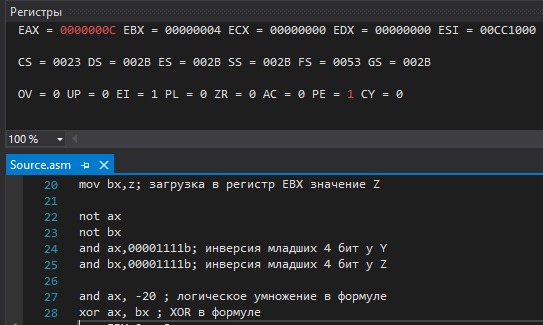 Регистры
EAX = 0000000C EBX = 00000004 ECX = 00000000 EDX = 00000000 ESI = 00CC1000
CS = 0023 DS = 002B ES = 002B SS = 002B FS = 0053 GS = 002B
OV = 0 UP = 0 EI = 1 PL = 0 ZR = 0 AC = 0 PE = 1 CY = 0
100 %
Source.asm
20 mov bx,z; загрузка в регистр EBX значение Z
21
22 not ax
23 not bx
24 and ax,00001111b; инверсия младших 4 бит у Y
25 and bx,00001111b; инверсия младших 4 бит у Z
26
27 and ax, -20 ; логическое умножение в формуле
28 xor ax, bx ; XOR в формуле